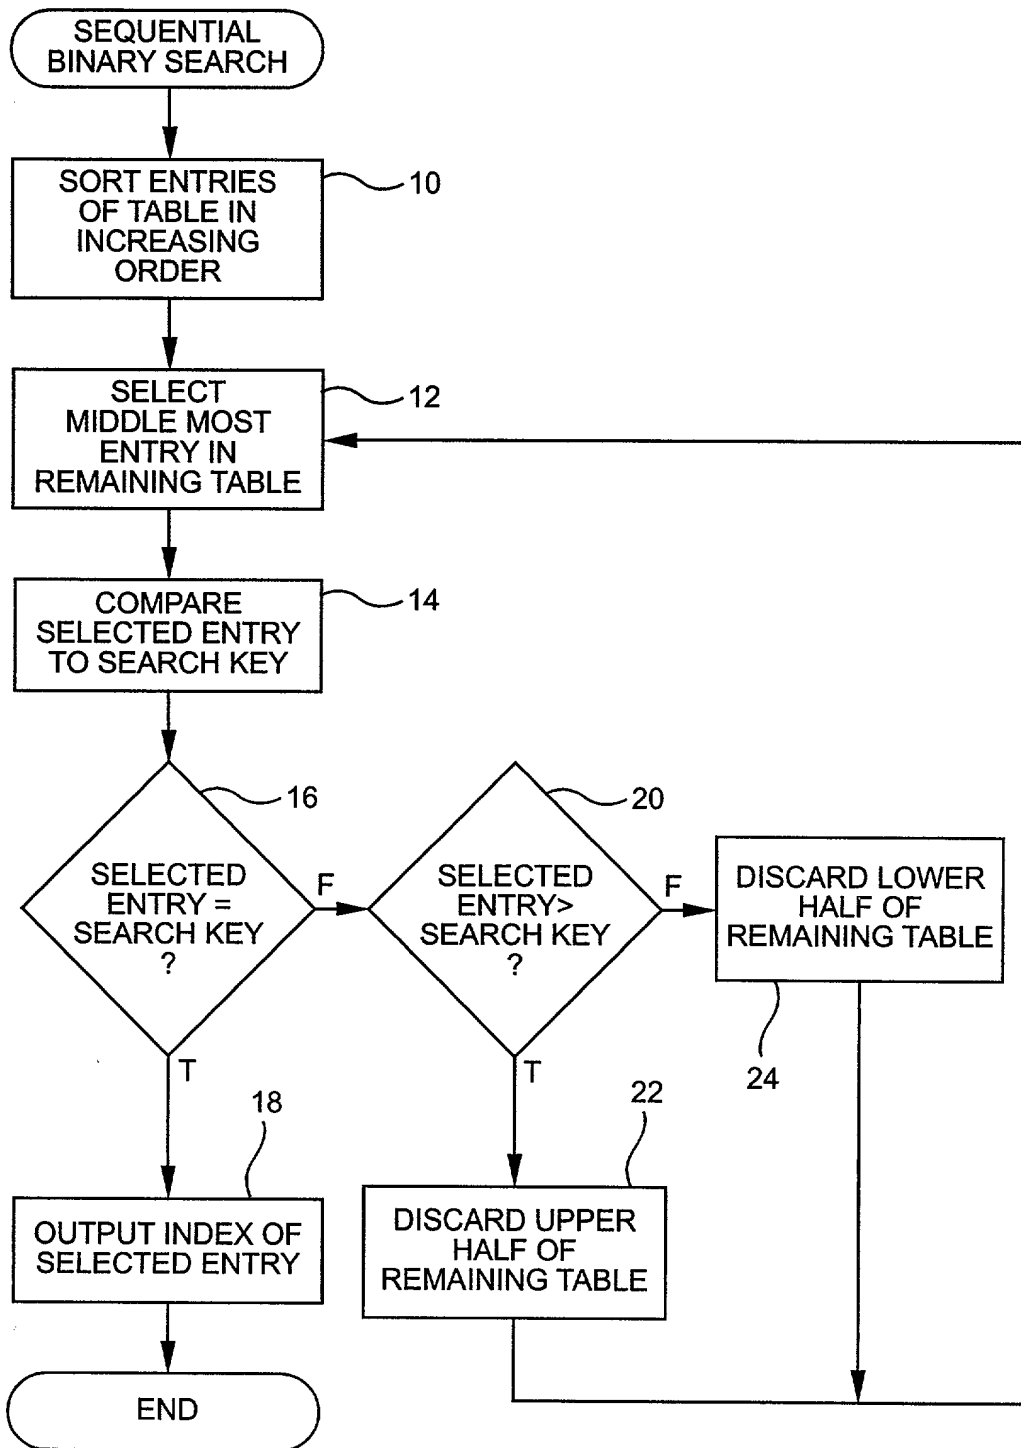 SEQUENTIAL
BINARY SEARCH
SORT ENTRIES
OF TABLE IN
INCREASING
ORDER
10
SELECT
MIDDLE MOST
ENTRY IN
REMAINING TABLE
12
COMPARE
SELECTED ENTRY
TO SEARCH KEY
14
16
SELECTED
ENTRY =
SEARCH KEY
?
F
T
20
SELECTED
ENTRY>
SEARCH KEY
?
F
T
DISCARD LOWER
HALF OF
REMAINING TABLE
24
18
OUTPUT INDEX OF
SELECTED ENTRY
22
DISCARD UPPER
HALF OF
REMAINING TABLE
END